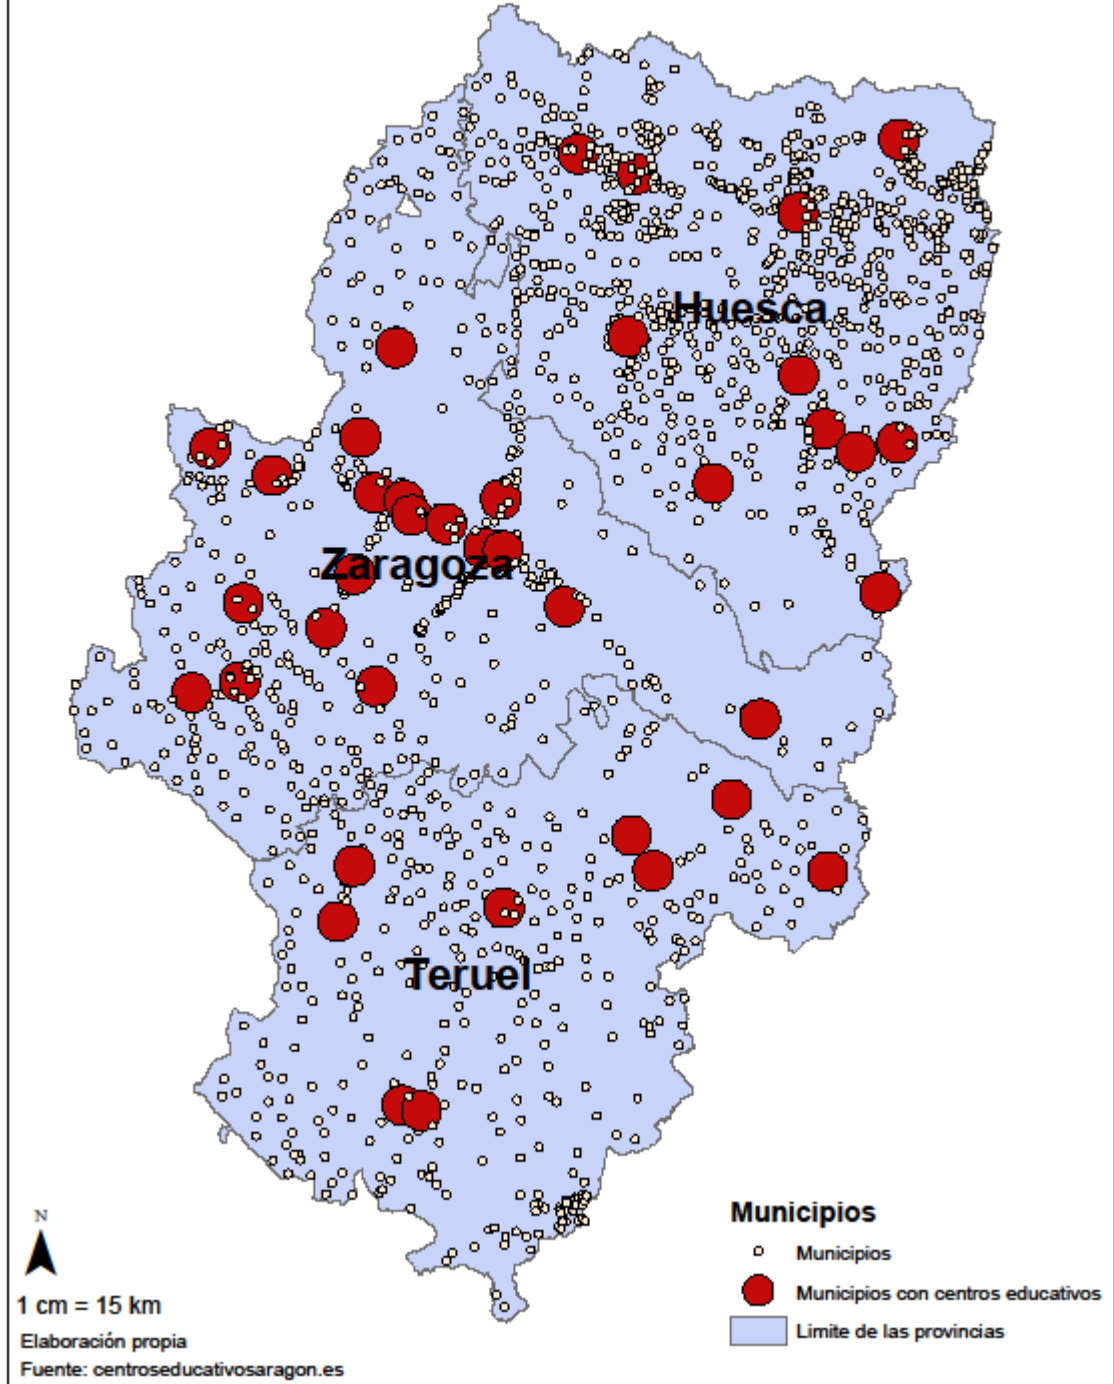 Huesca
Zaragoza
Teruel
N
1 cm = 15 km
Elaboración propia
Fuente: centroseducativosaragon.es
Municipios
Municipios
Municipios con centros educativos
Limite de las provincias